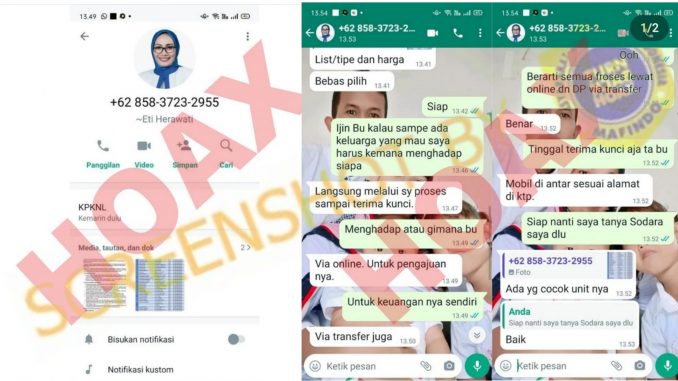 13.49
+62 858-3723-2955
~Eti Herawati
Panggilan Video Simpan Cari
KPKNL
Kemarin dulu
Media, tautan, dan dok 2 >
Bisukan notifikasi
Notifikasi kustom
HOAX
SCREENSHOT
13.54
+62 858-3723-2...
13.53
List/tipe dan harga
13.41
Bebas pilih
13.41
Siap
13.42
Ijin Bu kalau sampe ada
keluarga yng mau saya
harus kemana menghadap
siapa
13.46
Langsung melalui sy proses
sampai terima kunci.
13.47
Menghadap atau gimana bu
13.49
Via online. Untuk pengajuan
nya.
13.49
Untuk keuangan nya sendiri
13.49
Via transfer juga
13.50
Ketik pesan
HOAX
13.54
+62 858-3723-2...
13.53
1/2
Ooh
Berarti semua froses lewat
online dn DP via transfer
MAFINDO
Benar
13.52
Tinggal terima kunci aja ta bu
13.52
Mobil di antar sesuai alamat
di ktp.
13.52
Siap nanti saya tanya Sodara
saya dlu
13.52
+62 858-3723-2955
Foto
Ada yg cocok unit nya
13.52
Anda
Siap nanti saya tanya Sodara saya dlu
Baik
13.53
Ketik pesan